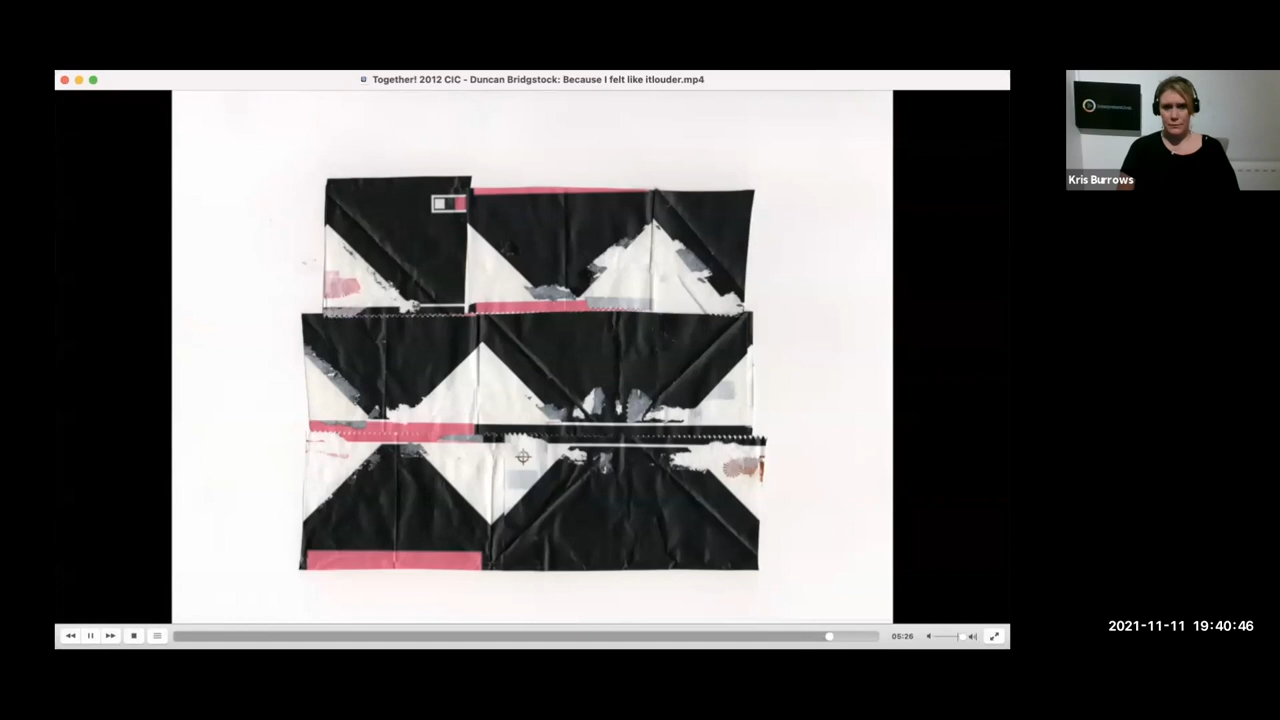 Together! 2012 CIC - Duncan Bridgstock: Because I felt like itlouder.mp4
Kris Burrows
05:26
2021-11-11 19:40:46